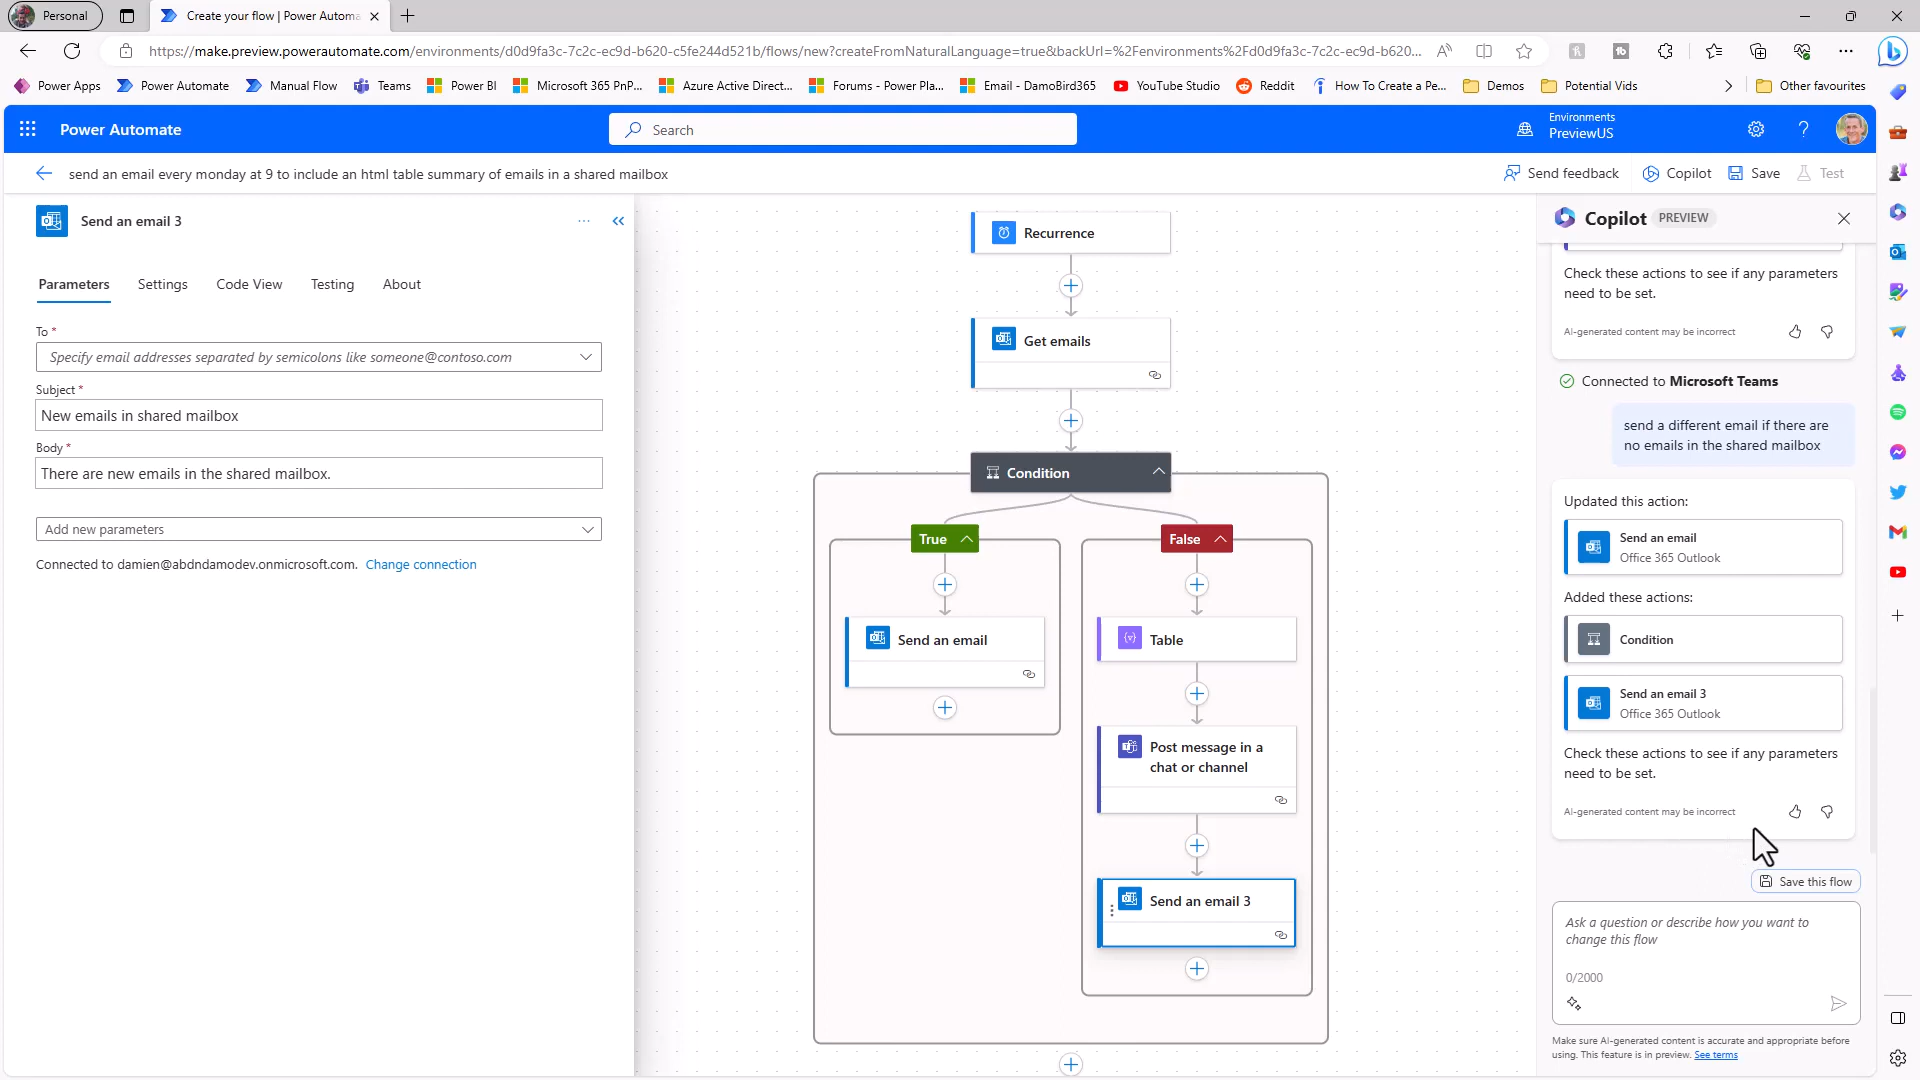 Personal
Create your flow | Power Automa
https://make.preview.powerautomate.com/environments/d0d9fa3c-7c2c-ec9d-b620-c5fe244d521b/flows/new?createFromNaturalLanguage=true&backUrl=%2Fenvironments%2Fd0d9fa3c-7c2c-ec9d-b620...
Power Apps
Power Automate
Manual Flow
Teams
Power BI
Microsoft 365 PnP...
Azure Active Direct...
Forums - Power Pla...
Email - DamoBird365
YouTube Studio
Reddit
How To Create a Pe...
Demos
Potential Vids
Other favourites
Power Automate
Search
Environments
PreviewUS
send an email every monday at 9 to include an html table summary of emails in a shared mailbox
Send feedback
Copilot
Save
Test
Send an email 3
Parameters
Settings
Code View
Testing
About
To *
Specify email addresses separated by semicolons like someone@contoso.com
Subject *
New emails in shared mailbox
Body *
There are new emails in the shared mailbox.
Add new parameters
Connected to damien@abdndamodev.onmicrosoft.com. Change connection
Recurrence
Get emails
Condition
True
False
Send an email
Table
Post message in a
chat or channel
Send an email 3
Copilot PREVIEW
Check these actions to see if any parameters
need to be set.
AI-generated content may be incorrect
Connected to Microsoft Teams
send a different email if there are
no emails in the shared mailbox
Updated this action:
Send an email
Office 365 Outlook
Added these actions:
Condition
Send an email 3
Office 365 Outlook
Check these actions to see if any parameters
need to be set.
AI-generated content may be incorrect
Save this flow
Ask a question or describe how you want to
change this flow
0/2000
Make sure AI-generated content is accurate and appropriate before
using. This feature is in preview. See terms